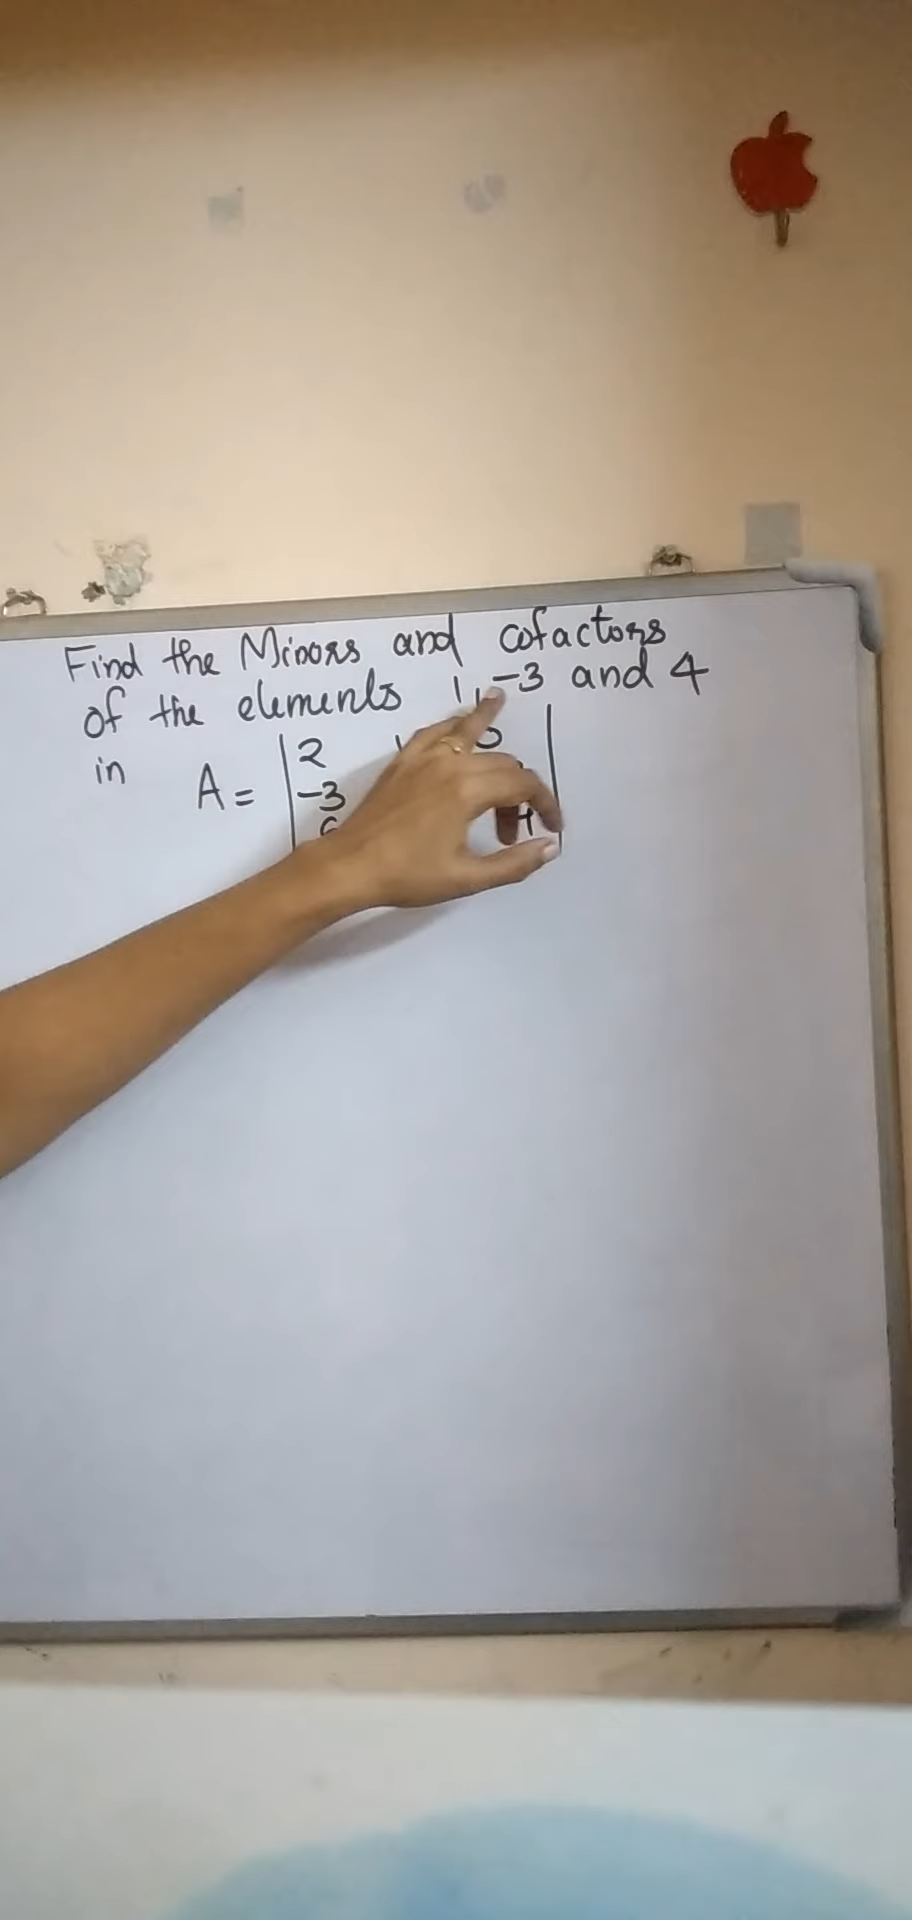 Find the Minors and cofactors
of the elements 1, -3 and 4
in A = 2
-3